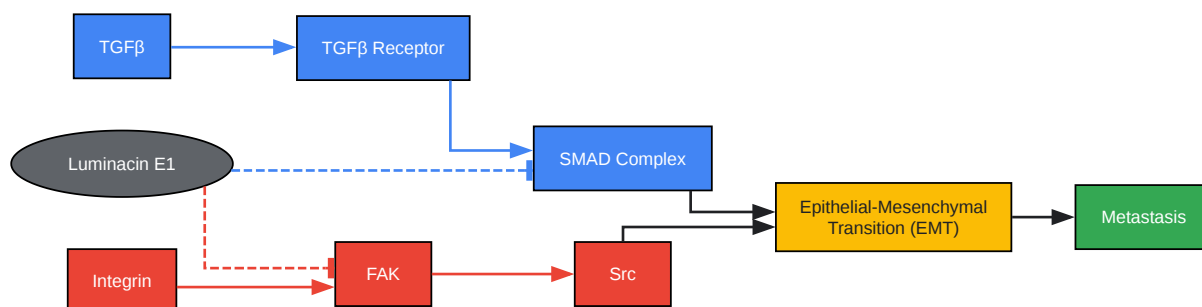 TGFβ
TGFβ Receptor
Luminacin E1
SMAD Complex
Epithelial-Mesenchymal
Transition (EMT)
Metastasis
Integrin
FAK
Src